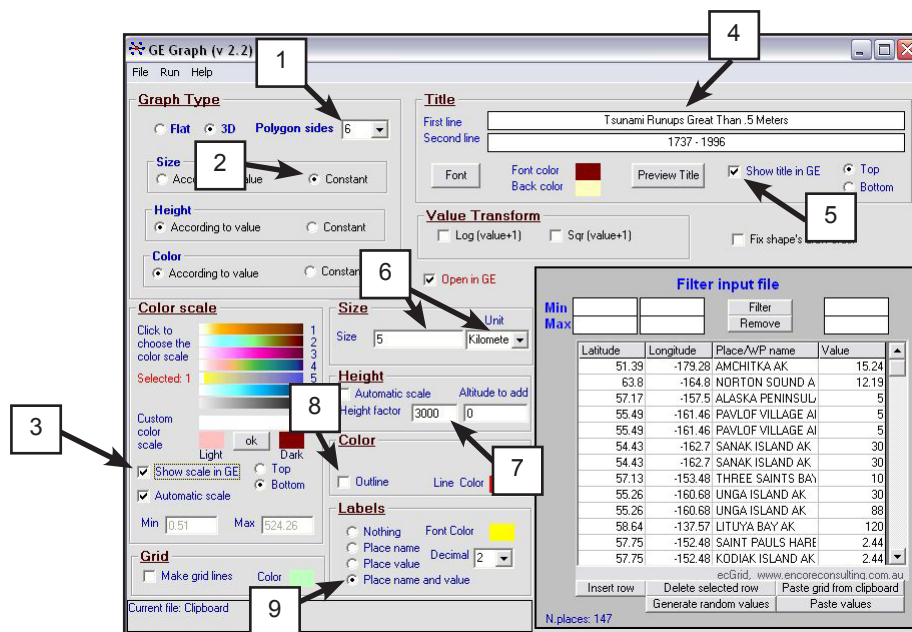 GE Graph (v 2.2)
File Run Help
1
4
Graph Type
Flat 3D Polygon sides 6
2
Size
value Constant
Height
According to value Constant
Color
According to value Constant
Title
First line Tsunami Runups Great Than .5 Meters
Second line 1737 - 1996
Font Font color Back color Preview Title Show title in GE Top Bottom
5
Value Transform
Log (value+1) Sqr (value+1) Fix shape's
6
Open in GE
Color scale
Click to choose the color scale
1
2
3
4
5
Selected: 1
Custom color scale
Light ok Dark
3
Show scale in GE
Top
Bottom
Automatic scale
Min 0.51 Max 524.26
Grid
Make grid lines Color
Current file: Clipboard
Size
Unit
Size 5 Kilomete
Height
Automatic scale Altitude to add
Height factor 3000 0
8
7
Color
Outline Line Color
Labels
Nothing Font Color
Place name
Place value Decimal 2
Place name and value
9
Filter input file
Min Filter
Max Remove
Latitude Longitude Place/WP name Value
51.39 -179.28 AMCHITKA AK 15.24
63.8 -164.8 NORTON SOUND A 12.19
57.17 -157.5 ALASKA PENINSUL 5
55.49 -161.46 PAVLOF VILLAGE AI 5
55.49 -161.46 PAVLOF VILLAGE AI 5
54.43 -162.7 SANAK ISLAND AK 30
54.43 -162.7 SANAK ISLAND AK 30
57.13 -153.48 THREE SAINTS BAY 10
55.26 -160.68 UNGA ISLAND AK 30
55.26 -160.68 UNGA ISLAND AK 88
58.64 -137.57 LITUYA BAY AK 120
57.75 -152.48 SAINT PAULS HARE 2.44
57.75 -152.48 KODIAK ISLAND AK 2.44
ecGrid, www.encoreconsulting.com.au
Insert row Delete selected row Paste grid from clipboard
Generate random values Paste values
N.places: 147